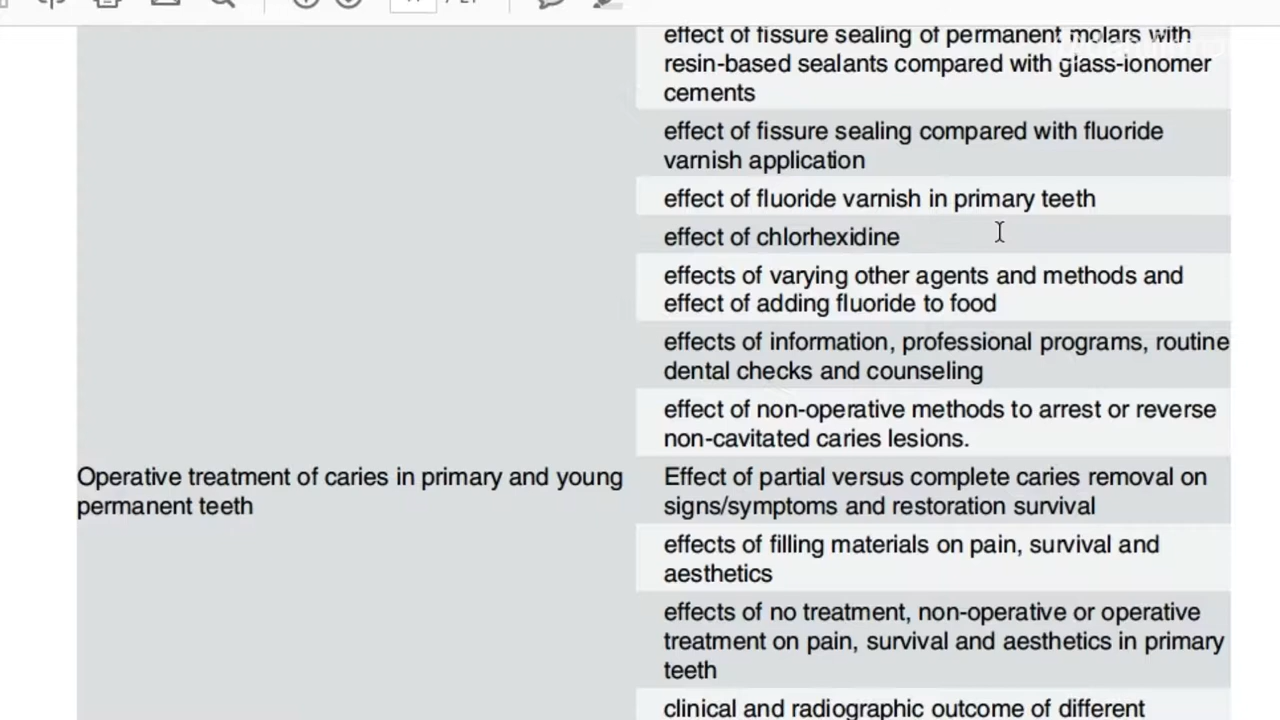 effect of fissure sealing of permanent molars with
resin-based sealants compared with glass-ionomer
cements
effect of fissure sealing compared with fluoride
varnish application
effect of fluoride varnish in primary teeth
effect of chlorhexidine
effects of varying other agents and methods and
effect of adding fluoride to food
effects of information, professional programs, routine
dental checks and counseling
effect of non-operative methods to arrest or reverse
non-cavitated caries lesions.
Operative treatment of caries in primary and young
permanent teeth
Effect of partial versus complete caries removal on
signs/symptoms and restoration survival
effects of filling materials on pain, survival and
aesthetics
effects of no treatment, non-operative or operative
treatment on pain, survival and aesthetics in primary
teeth
clinical and radiographic outcome of different